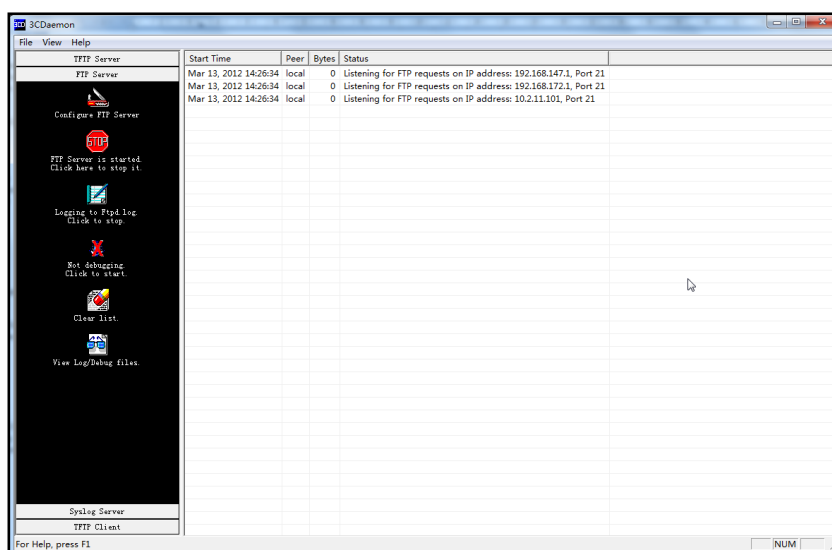 3CD 3CDaemon
File View Help
TFTP Server
FTP Server
Configure FTP Server
STOP
FTP Server is started.
Click here to stop it.
Logging to Ftpd.log.
Click to stop.
Not debugging.
Click to start.
Clear list.
View Log/Debug files.
Syslog Server
TFTP Client
Start Time Peer Bytes Status
Mar 13, 2012 14:26:34 local 0 Listening for FTP requests on IP address: 192.168.147.1, Port 21
Mar 13, 2012 14:26:34 local 0 Listening for FTP requests on IP address: 192.168.172.1, Port 21
Mar 13, 2012 14:26:34 local 0 Listening for FTP requests on IP address: 10.2.11.101, Port 21
For Help, press F1
NUM